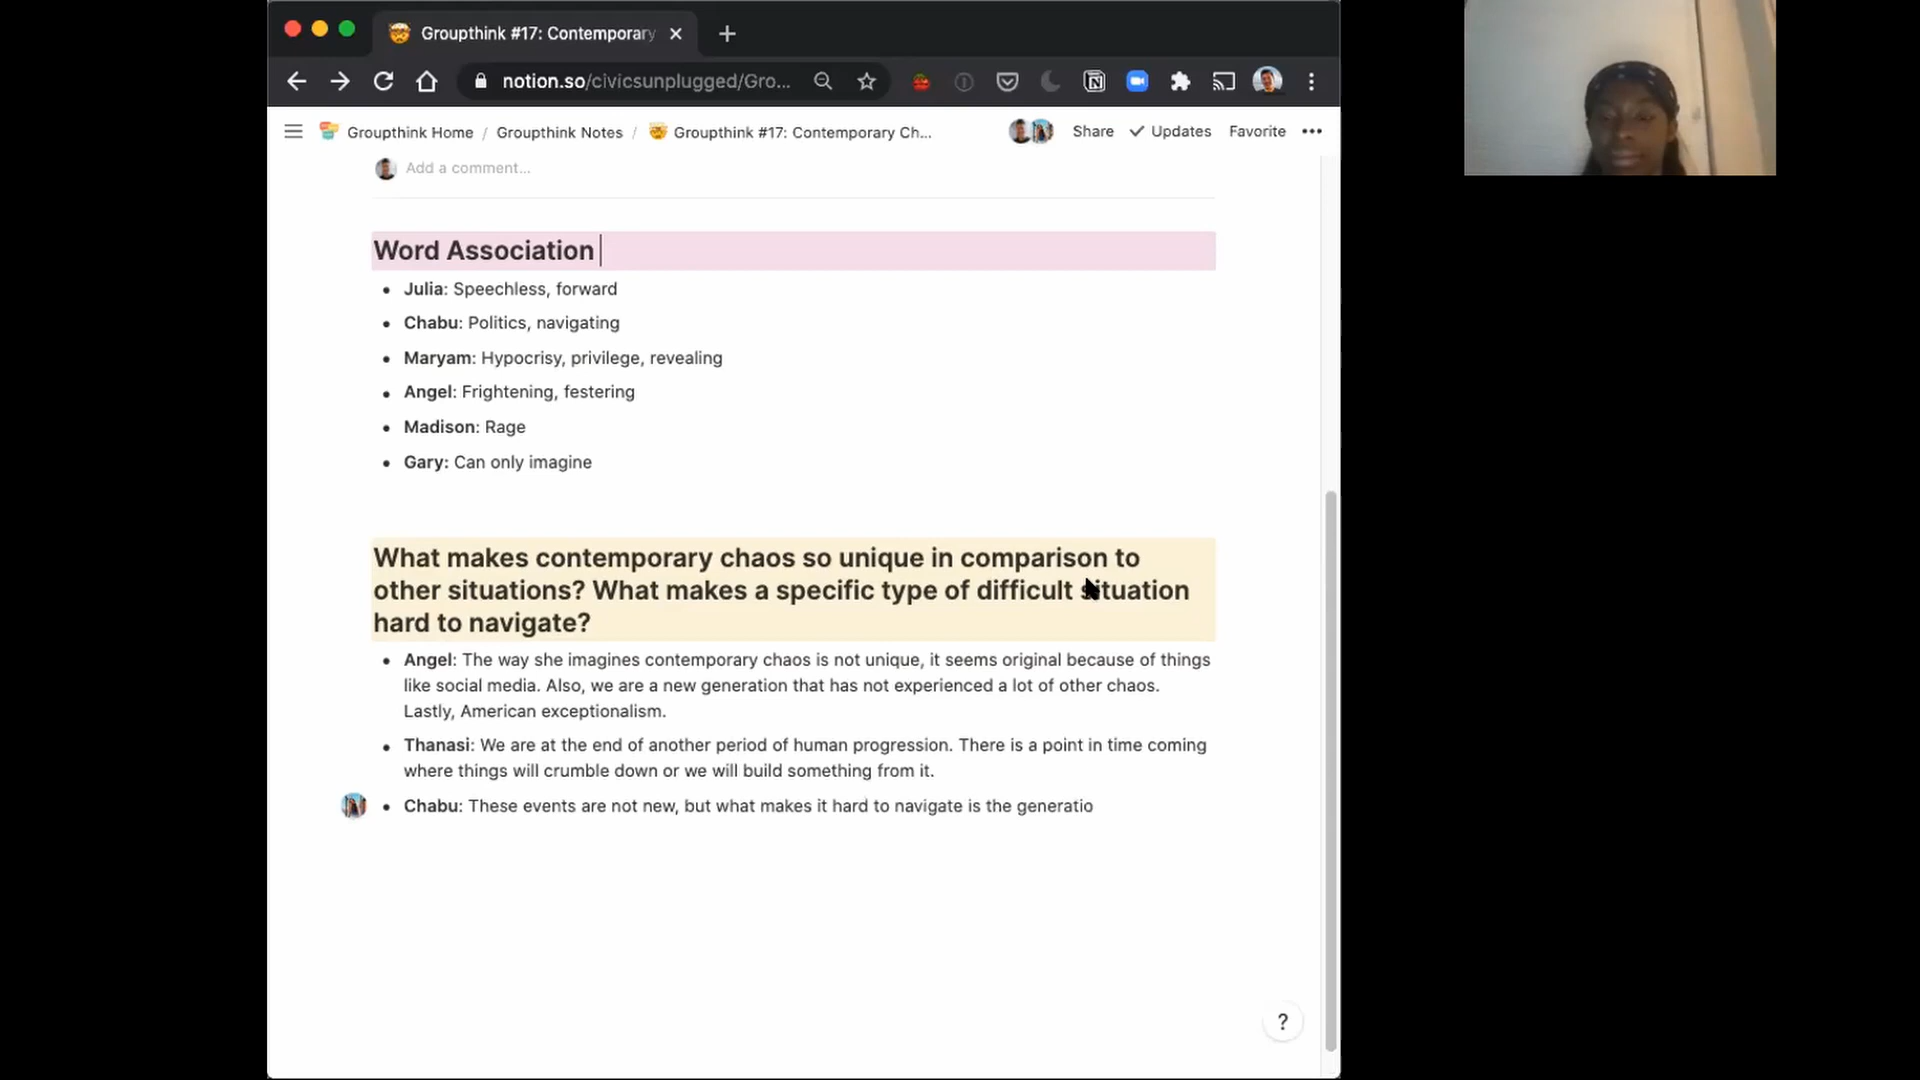 Groupthink #17: Contemporary
notion.so/civicsunplugged/Gro...
Groupthink Home / Groupthink Notes / Groupthink #17: Contemporary Ch... Share Updates Favorite
Add a comment...
Word Association
Julia: Speechless, forward
Chabu: Politics, navigating
Maryam: Hypocrisy, privilege, revealing
Angel: Frightening, festering
Madison: Rage
Gary: Can only imagine
What makes contemporary chaos so unique in comparison to
other situations? What makes a specific type of difficult situation
hard to navigate?
Angel: The way she imagines contemporary chaos is not unique, it seems original because of things
like social media. Also, we are a new generation that has not experienced a lot of other chaos.
Lastly, American exceptionalism.
Thanasi: We are at the end of another period of human progression. There is a point in time coming
where things will crumble down or we will build something from it.
Chabu: These events are not new, but what makes it hard to navigate is the generatio
?